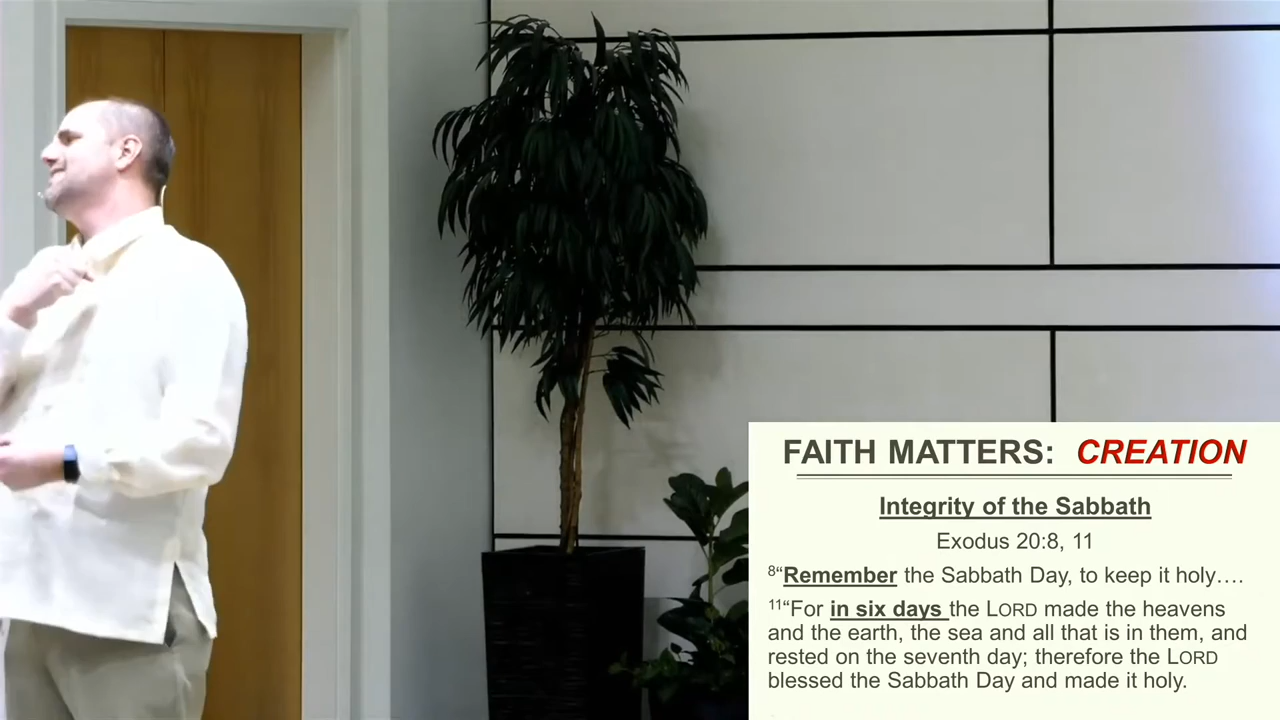 FAITH MATTERS: CREATION
Integrity of the Sabbath
Exodus 20:8, 11
8“Remember the Sabbath Day, to keep it holy….
11“For in six days the LORD made the heavens
and the earth, the sea and all that is in them, and
rested on the seventh day; therefore the LORD
blessed the Sabbath Day and made it holy.